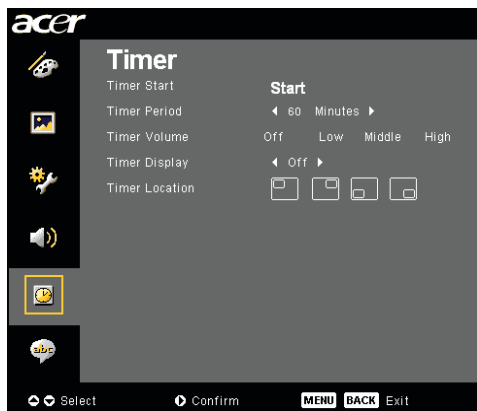 acer
Timer
Timer Start Start
Timer Period 60 Minutes
Timer Volume Off Low Middle High
Timer Display Off
Timer Location
abc
Select Confirm MENU BACK Exit